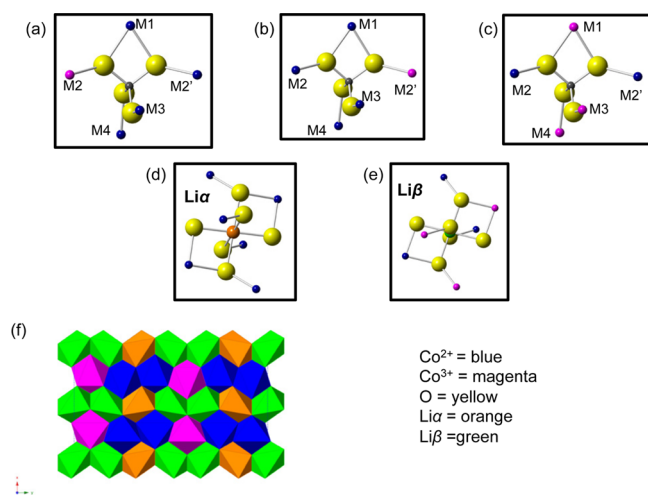 (a)
M1
M2
M2'
M3
M4
(b)
M1
M2
M2'
M3
M4
(c)
M1
M2
M2'
M3
M4
(d)
Liα
(e)
Liβ
(f)
Co2+ = blue
Co3+ = magenta
O = yellow
Liα = orange
Liβ =green